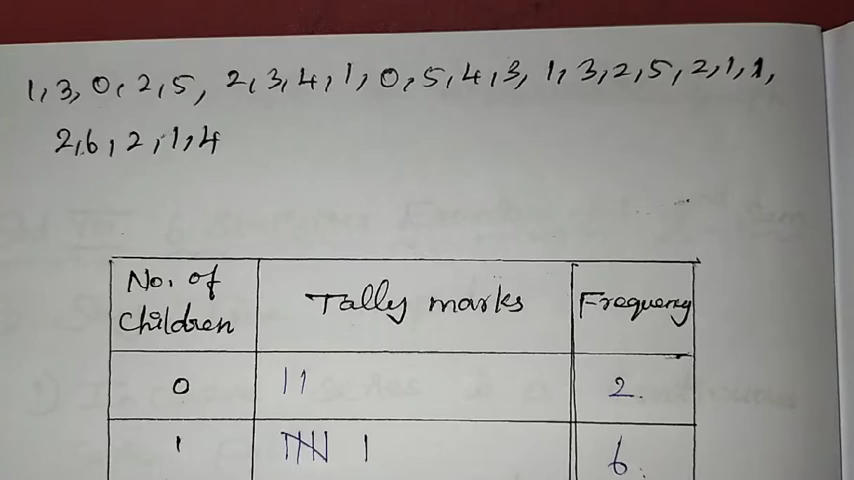 1, 3, 0, 2, 5, 2, 3, 4, 1, 0, 5, 4, 3, 1, 3, 2, 5, 2, 1, 1,
2, 6, 2, 1, 4
No. of Children Tally marks Frequency
0 || 2.
1 |||| | 6.